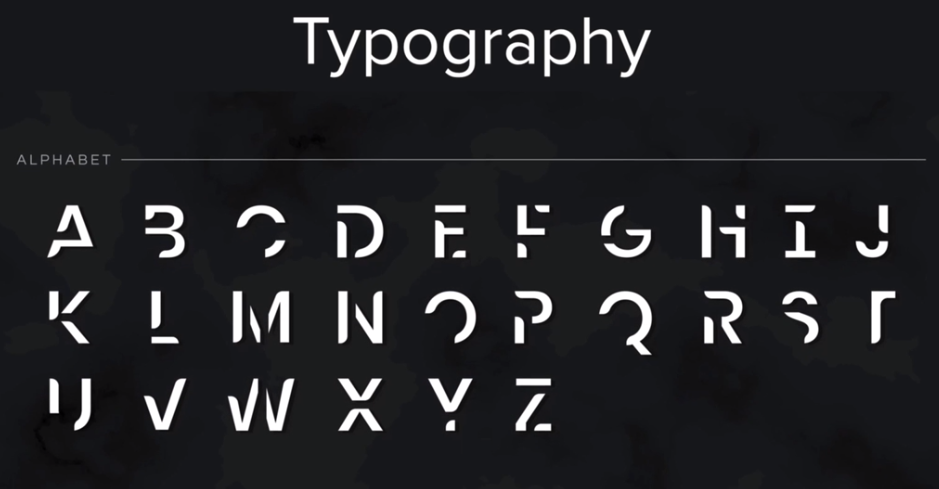 Typography
ALPHABET
A B C D E F G H I J
K L M N O P Q R S T
U V W X Y Z